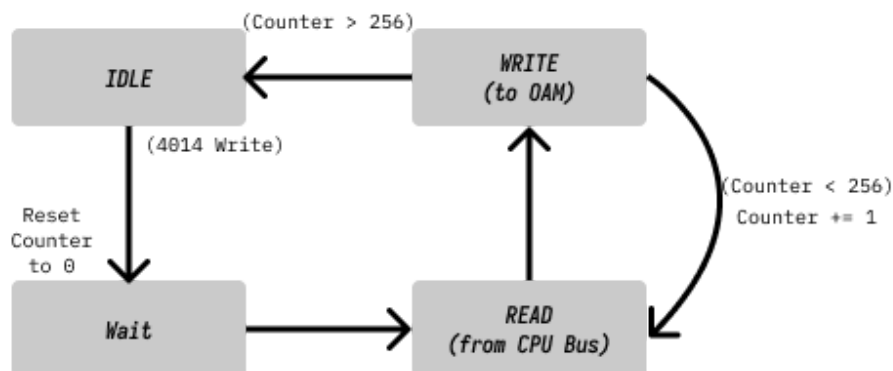 (Counter > 256)
IDLE
WRITE
(to OAM)
(4014 Write)
(Counter < 256)
Counter += 1
Reset
Counter
to 0
Wait
READ
(from CPU Bus)